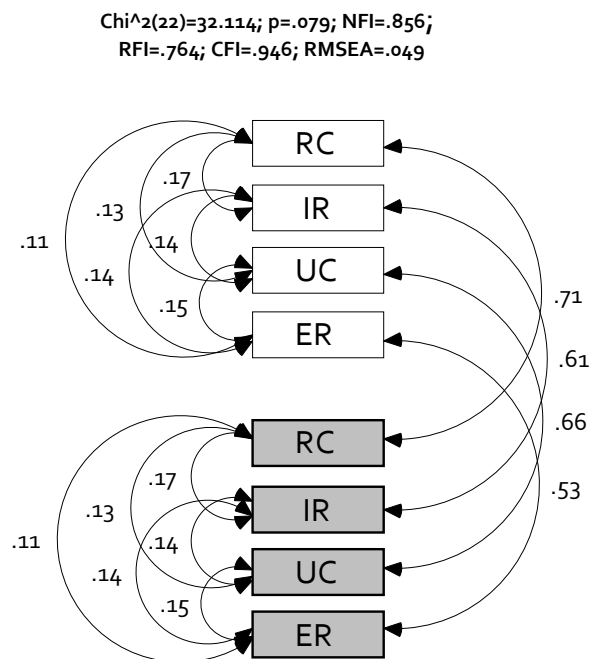 Chi^2(22)=32.114; p=.079; NFI=.856;
RFI=.764; CFI=.946; RMSEA=.049
RC
.17
IR
.13
.11
.14
.14
UC
.15
ER
.71
.61
.66
.53
RC
.17
IR
.13
.11
.14
.14
UC
.15
ER